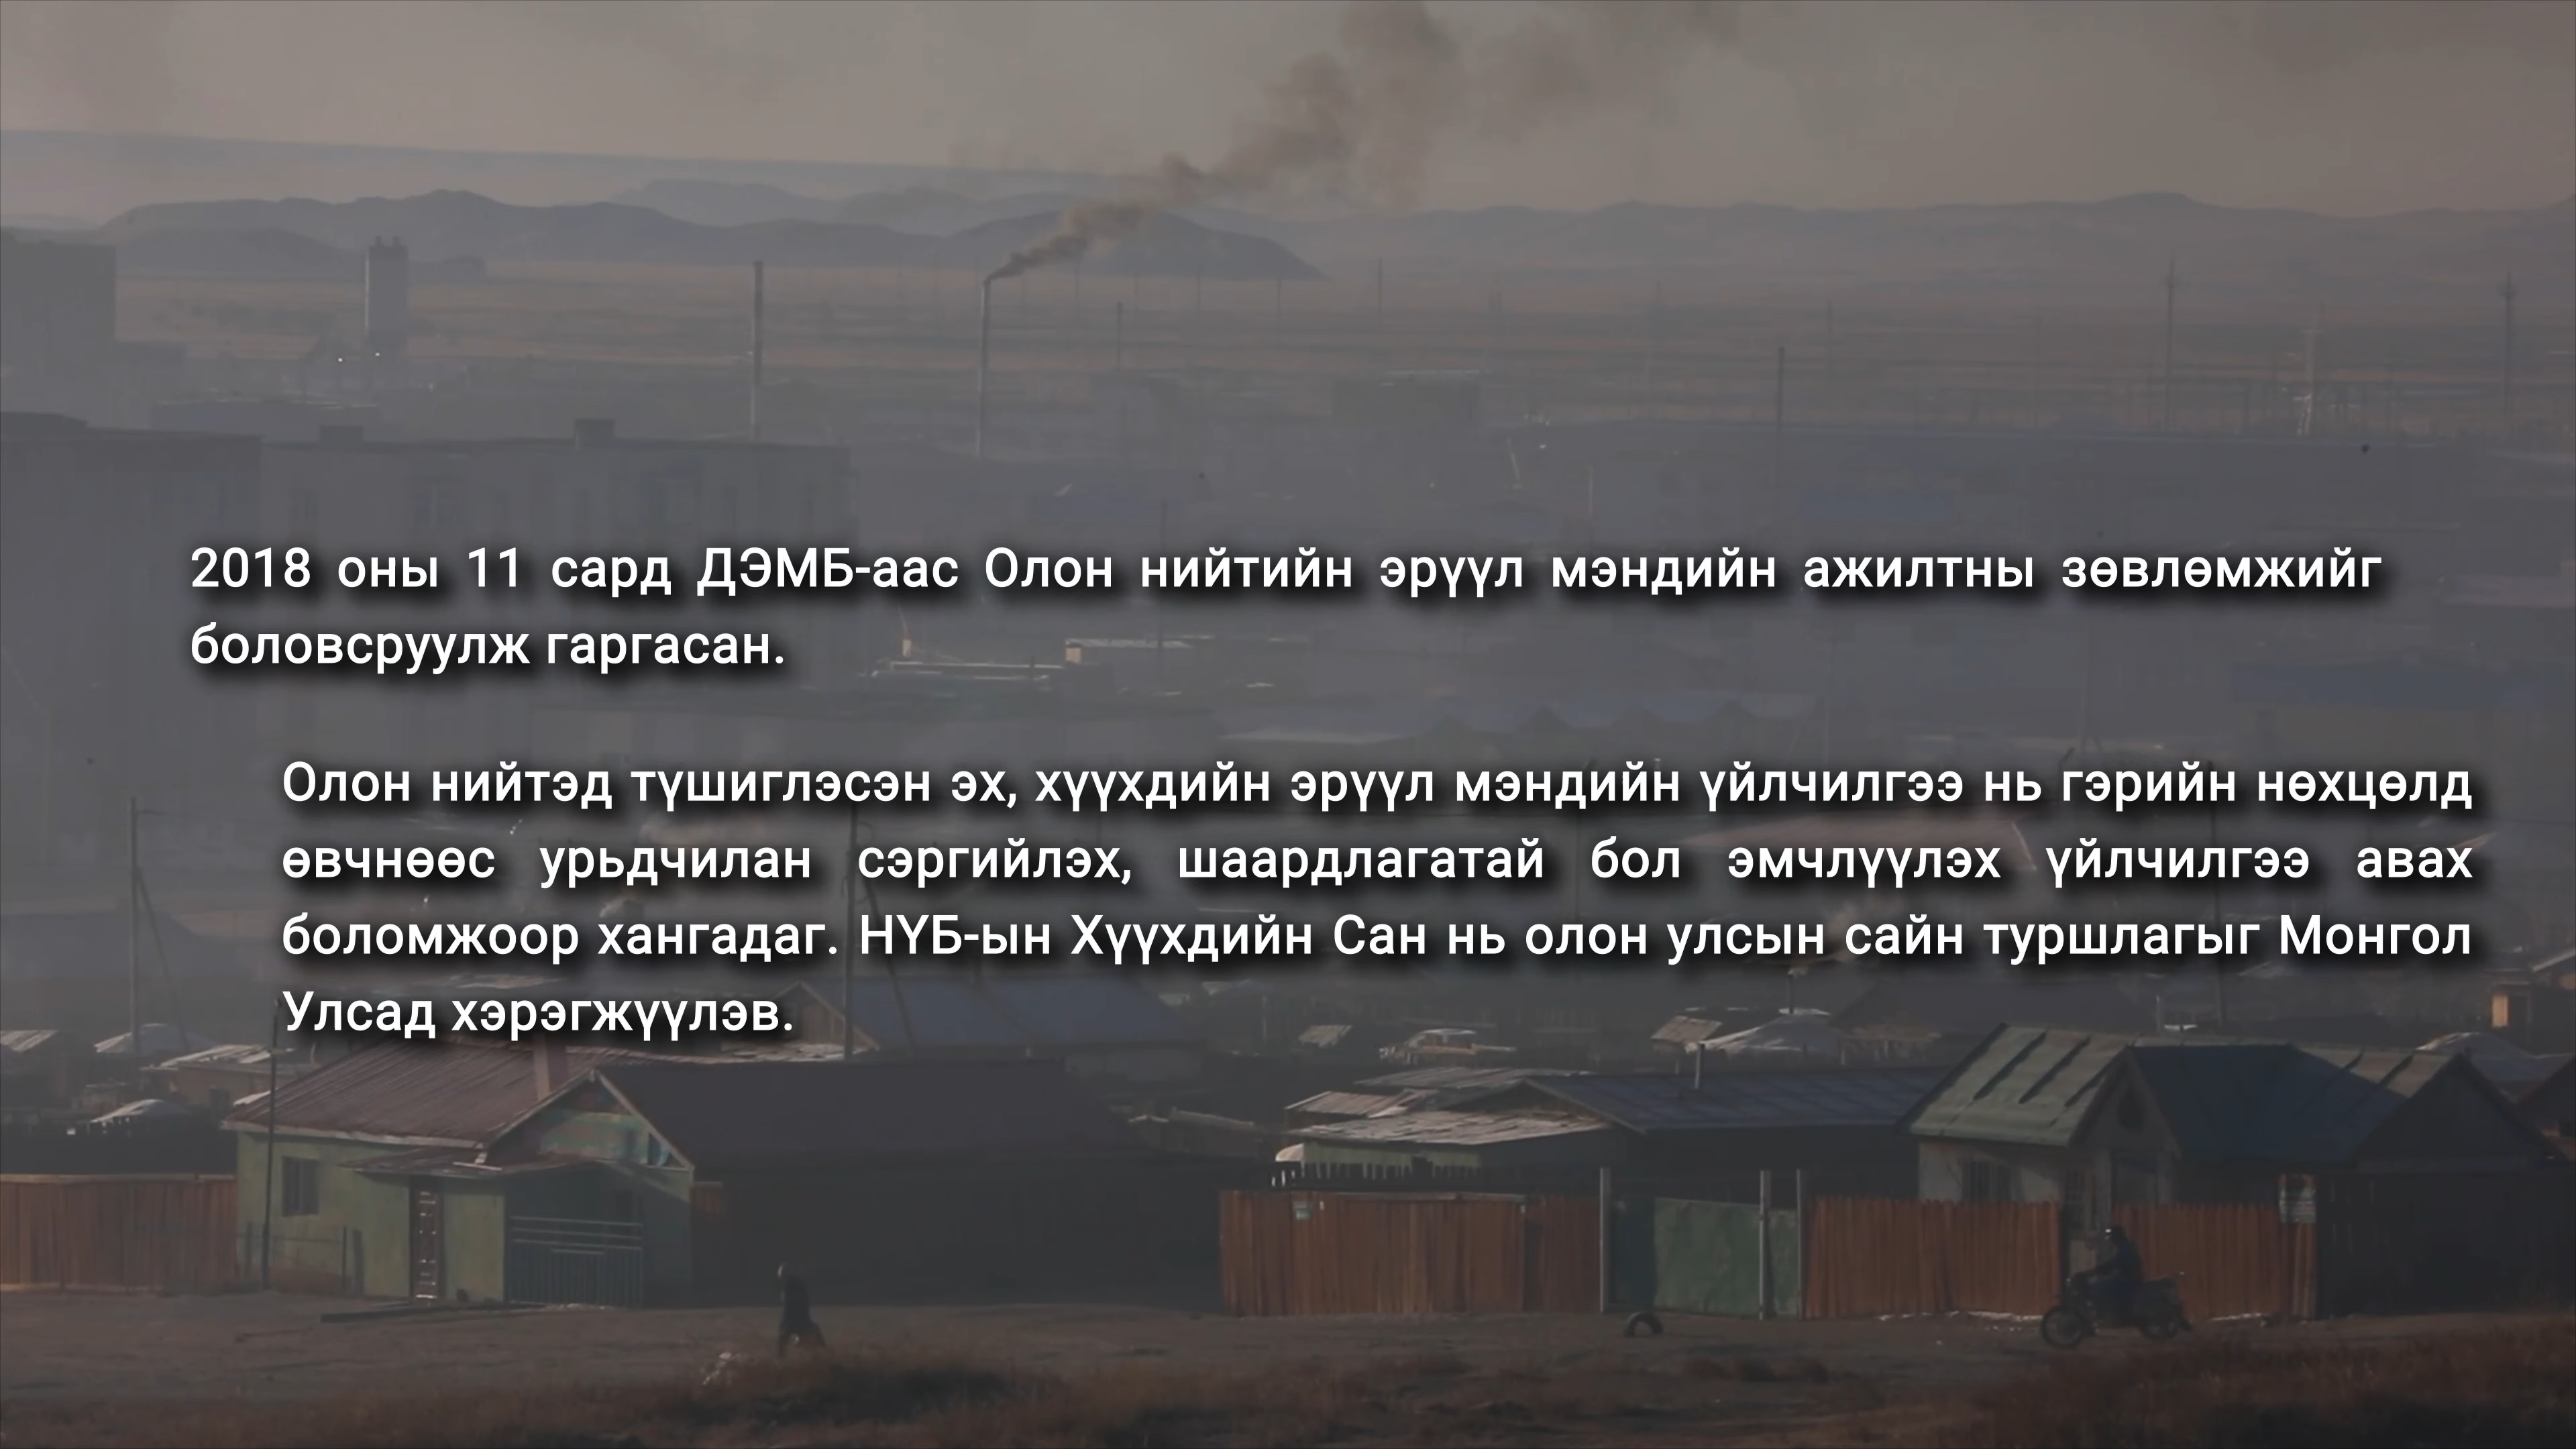 2018 оны 11 сард ДЭМБ-аас Олон нийтийн эрүүл мэндийн ажилтны зөвлөмжийг
боловсруулж гаргасан.
Олон нийтэд түшиглэсэн эх, хүүхдийн эрүүл мэндийн үйлчилгээ нь гэрийн нөхцөлд
өвчнөөс урьдчилан сэргийлэх, шаардлагатай бол эмчлүүлэх үйлчилгээ авах
боломжоор хангадаг. НҮБ-ын Хүүхдийн Сан нь олон улсын сайн туршлагыг Монгол
Улсад хэрэгжүүлэв.